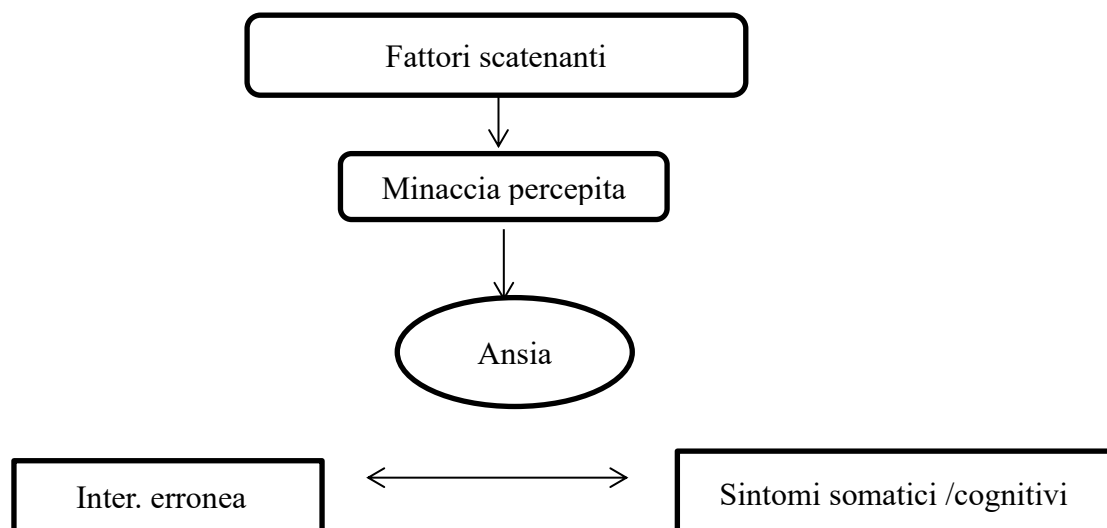 Fattori scatenanti
Minaccia percepita
Ansia
Inter. erronea
Sintomi somatici /cognitivi